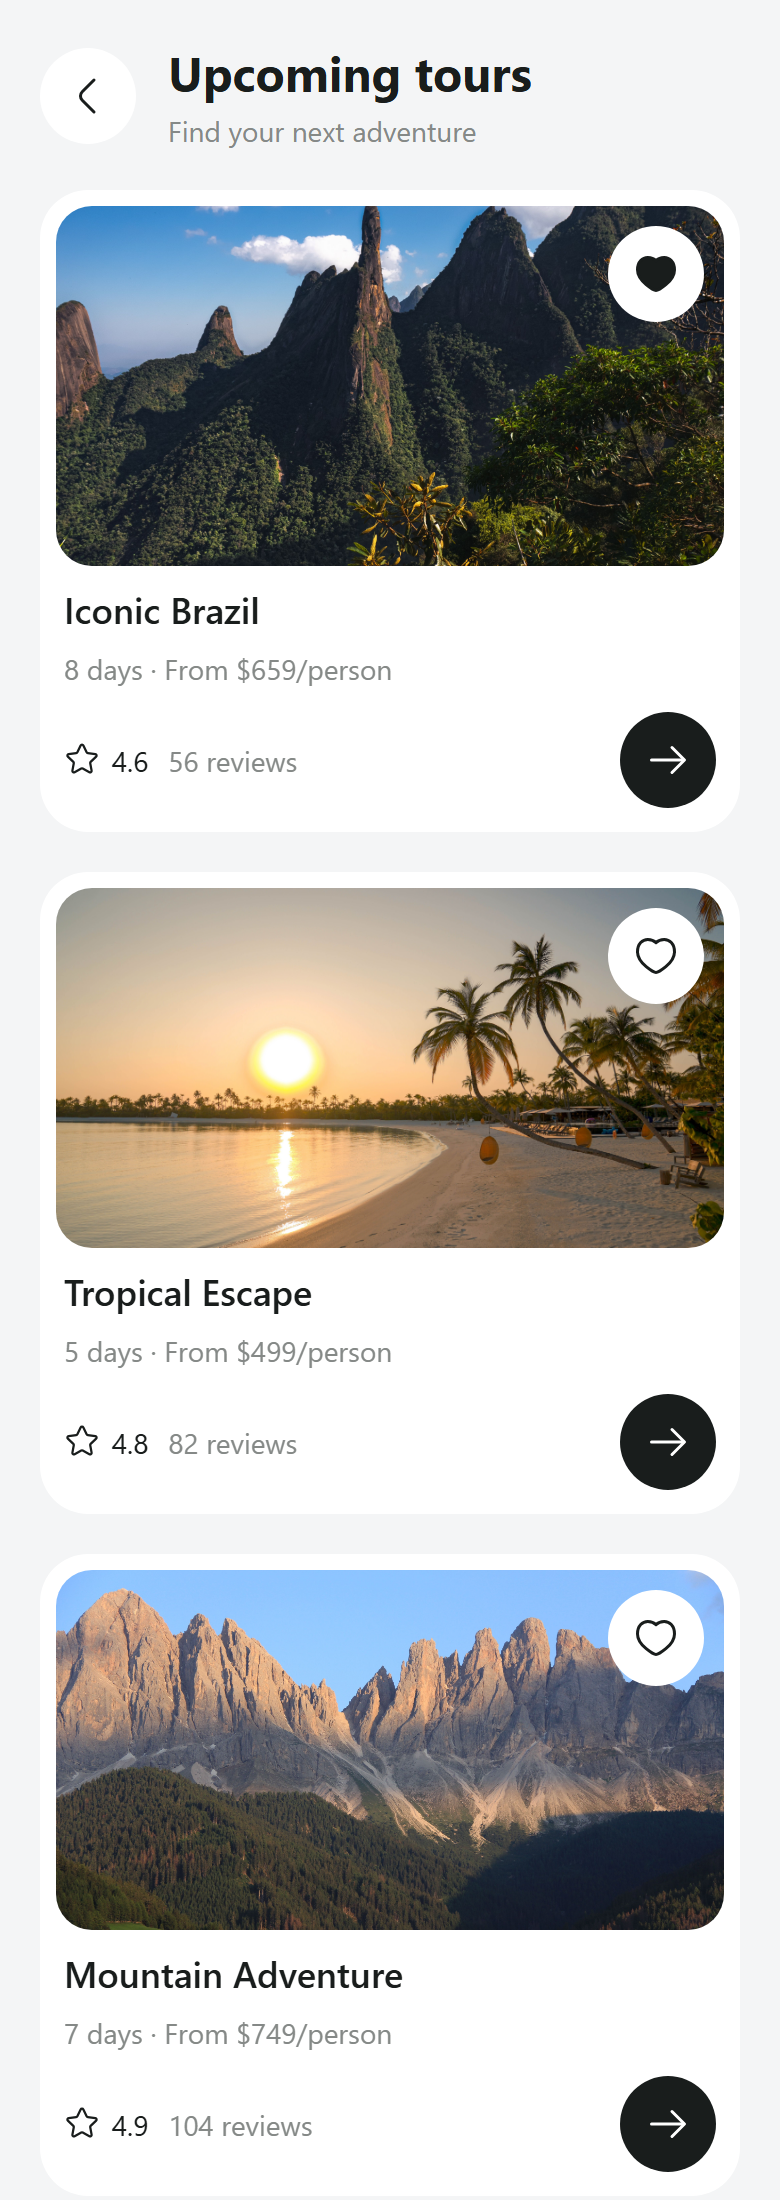 Upcoming tours
Find your next adventure
Iconic Brazil
8 days · From $659/person
4.6 56 reviews
Tropical Escape
5 days · From $499/person
4.8 82 reviews
Mountain Adventure
7 days · From $749/person
4.9 104 reviews